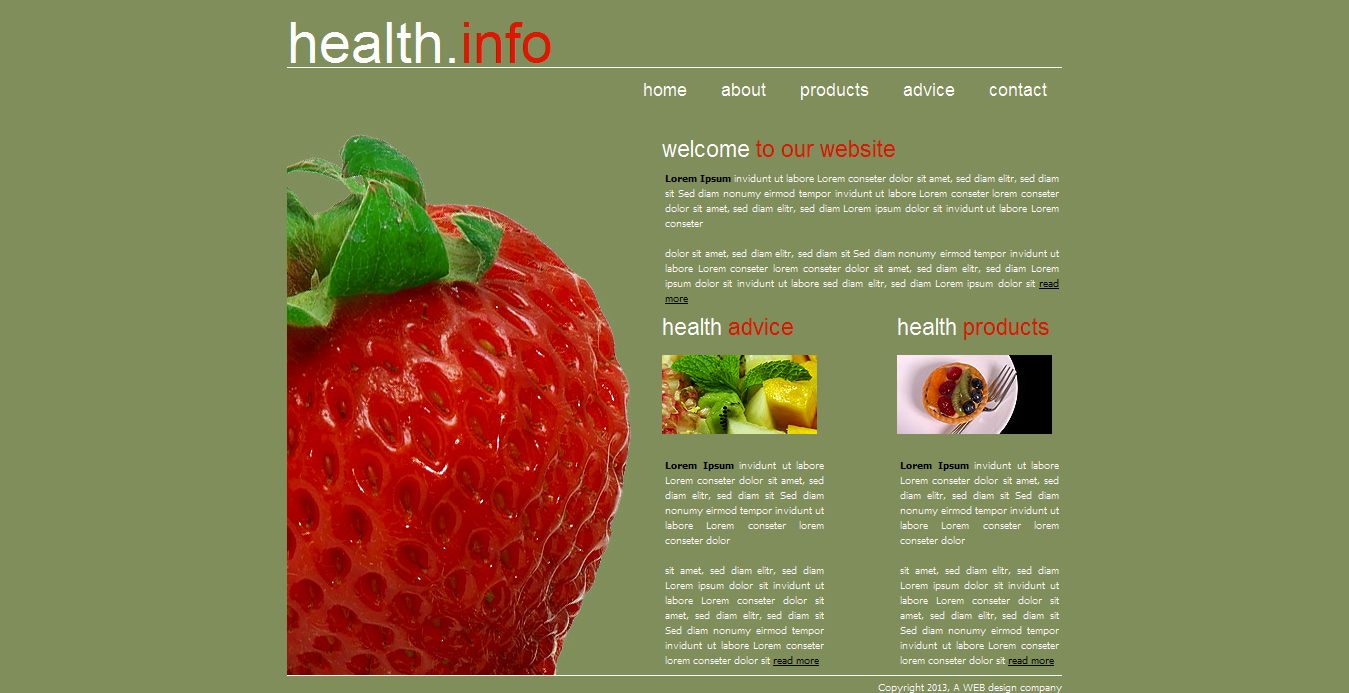 health.info
home about products advice contact
welcome to our website
Lorem Ipsum invidunt ut labore Lorem conseter dolor sit amet, sed diam elitr, sed diam
sit Sed diam nonumy eirmod tempor invidunt ut labore Lorem conseter lorem conseter
dolor sit amet, sed diam elitr, sed diam Lorem ipsum dolor sit invidunt ut labore Lorem
conseter
dolor sit amet, sed diam elitr, sed diam sit Sed diam nonumy eirmod tempor invidunt ut
labore Lorem conseter lorem conseter dolor sit amet, sed diam elitr, sed diam Lorem
ipsum dolor sit invidunt ut labore sed diam elitr, sed diam Lorem ipsum dolor sit read
more
health advice
Lorem Ipsum invidunt ut labore
Lorem conseter dolor sit amet, sed
diam elitr, sed diam sit Sed diam
nonumy eirmod tempor invidunt ut
labore Lorem conseter lorem
conseter dolor
sit amet, sed diam elitr, sed diam
Lorem ipsum dolor sit invidunt ut
labore Lorem conseter dolor sit
amet, sed diam elitr, sed diam sit
Sed diam nonumy eirmod tempor
invidunt ut labore Lorem conseter
lorem conseter dolor sit read more
health products
Lorem Ipsum invidunt ut labore
Lorem conseter dolor sit amet, sed
diam elitr, sed diam sit Sed diam
nonumy eirmod tempor invidunt ut
labore Lorem conseter lorem
conseter dolor
sit amet, sed diam elitr, sed diam
Lorem ipsum dolor sit invidunt ut
labore Lorem conseter dolor sit
amet, sed diam elitr, sed diam sit
Sed diam nonumy eirmod tempor
invidunt ut labore Lorem conseter
lorem conseter dolor sit read more
Copyright 2013, A WEB design company